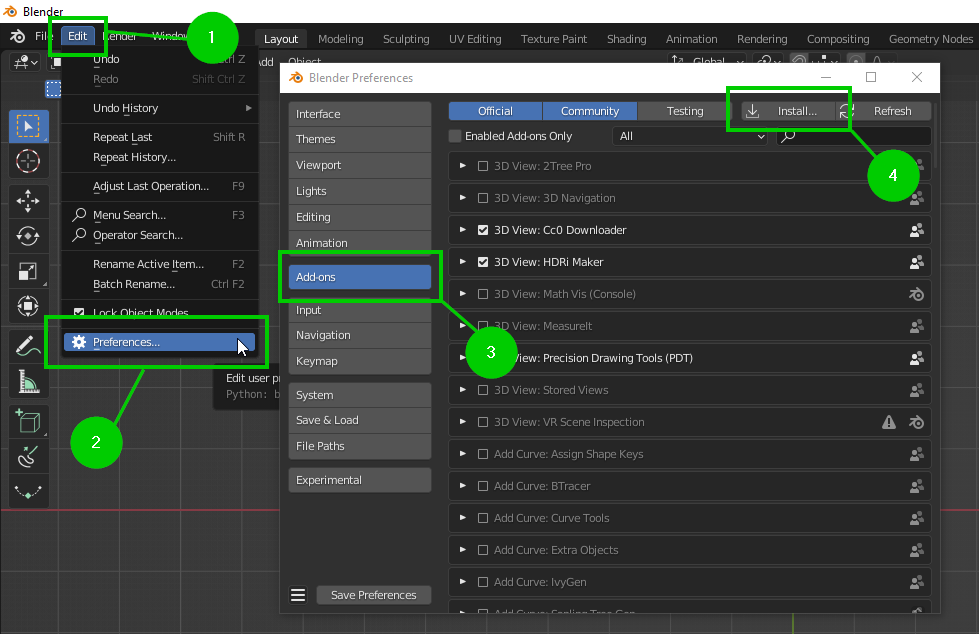 Blender
File Edit Render Window
1
Layout Modeling Sculpting UV Editing Texture Paint Shading Animation Rendering Compositing Geometry Nodes
Add Object
Global
Undo Ctrl Z
Redo Shift Ctrl Z
Undo History
Repeat Last Shift R
Repeat History...
Adjust Last Operation... F9
Menu Search... F3
Operator Search...
Rename Active Item... F2
Batch Rename... Ctrl F2
Lock Object Modes
Preferences...
Edit user
Python:
2
Blender Preferences
Interface
Themes
Viewport
Lights
Editing
Animation
Add-ons
Input
Navigation
Keymap
System
Save & Load
File Paths
Experimental
Save Preferences
3
Official Community Testing Install... Refresh
Enabled Add-ons Only All
4
3D View: 2Tree Pro
3D View: 3D Navigation
3D View: Cc0 Downloader
3D View: HDRi Maker
3D View: Math Vis (Console)
3D View: MeasureIt
View: Precision Drawing Tools (PDT)
3D View: Stored Views
3D View: VR Scene Inspection
Add Curve: Assign Shape Keys
Add Curve: BTracer
Add Curve: Curve Tools
Add Curve: Extra Objects
Add Curve: IvyGen
Add Curve: Sapling Tree Gen